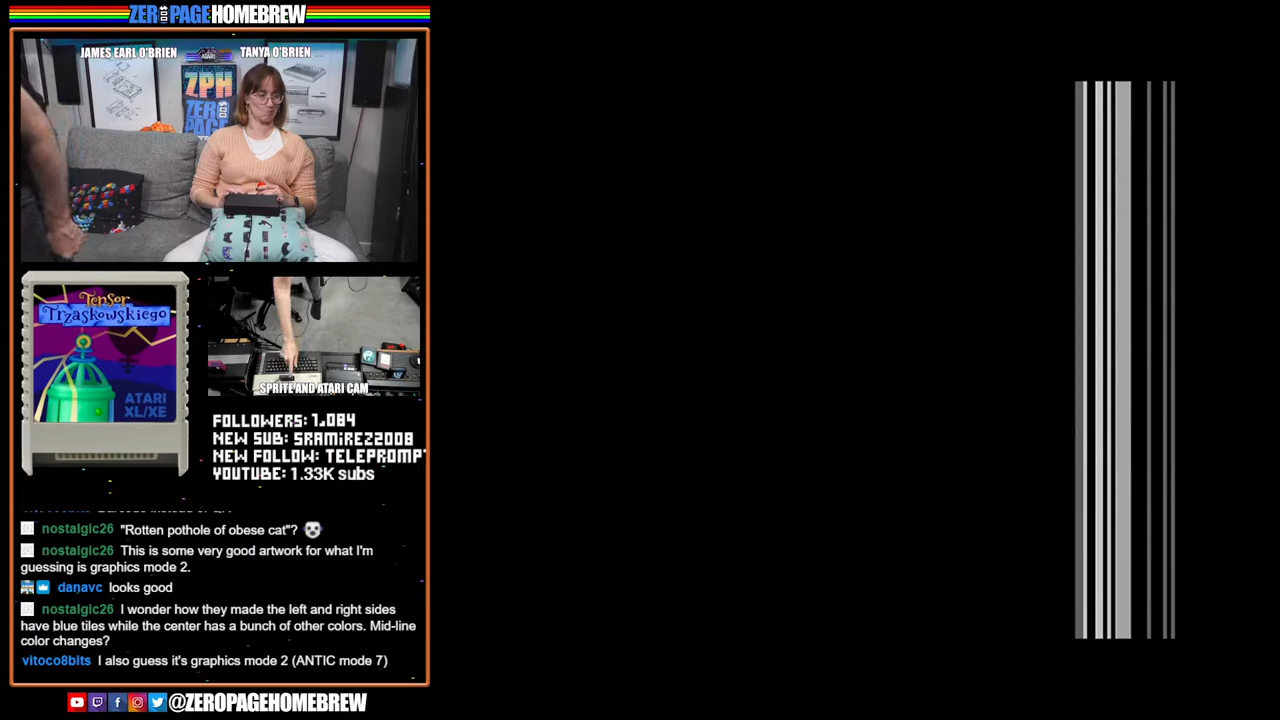 ZEROPAGEHOMEBREW
JAMES EARL O'BRIEN
TANYA O'BRIEN
ATARI
ZPH
ZERO
PAGE
Tensor
Trzaskowskiego
ATARI
XL/XE
SPRITE AND ATARI CAM
FOLLOWERS: 1,084
NEW SUB: SRAMIREZ2008
NEW FOLLOW: TELEPROMPT
YOUTUBE: 1.33K subs
nostalgic26 "Rotten pothole of obese cat"?
nostalgic26 This is some very good artwork for what I'm
guessing is graphics mode 2.
danavc looks good
nostalgic26 I wonder how they made the left and right sides
have blue tiles while the center has a bunch of other colors. Mid-line
color changes?
vitoco8bits I also guess it's graphics mode 2 (ANTIC mode 7)
@ZEROPAGEHOMEBREW